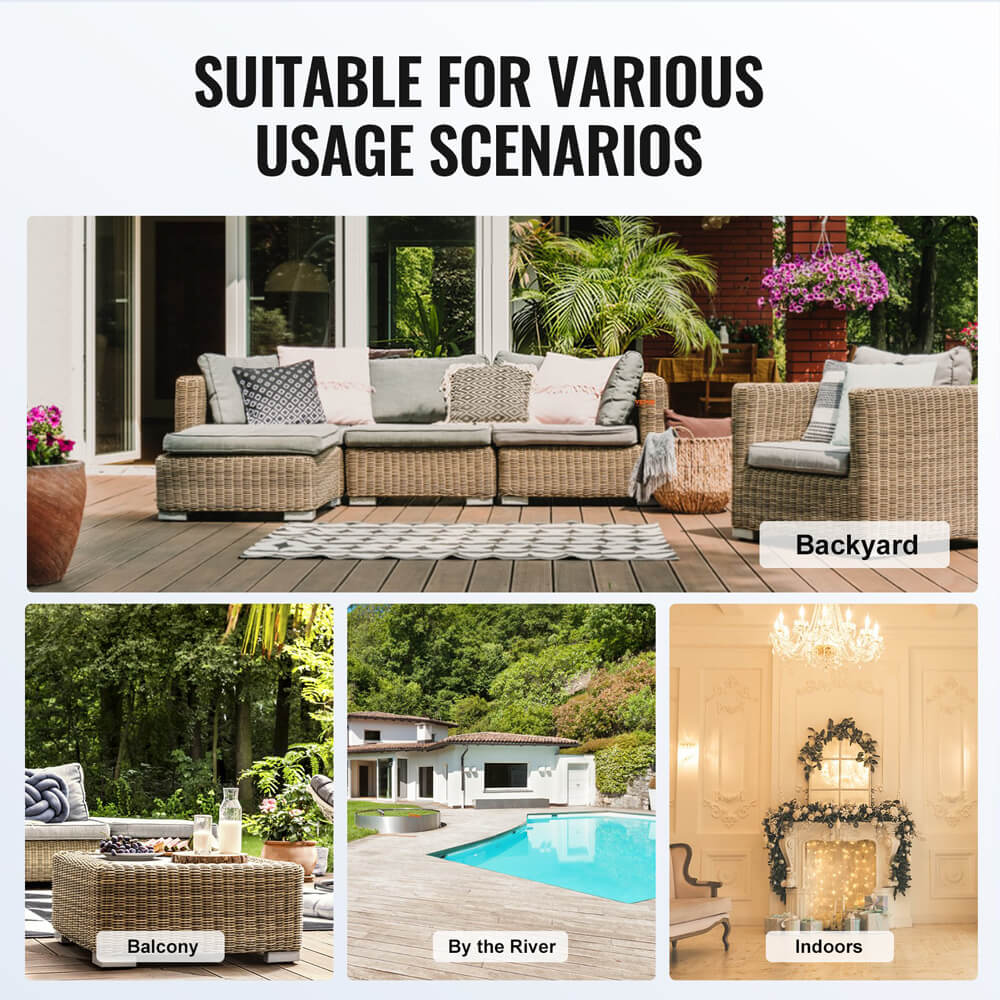 SUITABLE FOR VARIOUS
USAGE SCENARIOS
Backyard
Balcony
By the River
Indoors